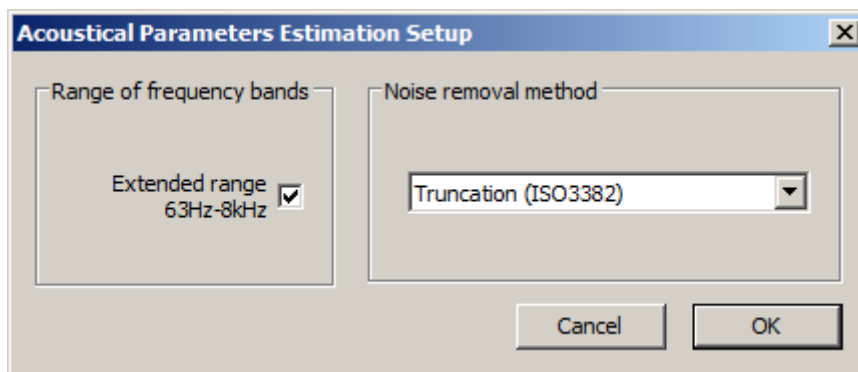 Acoustical Parameters Estimation Setup
Range of frequency bands
Extended range
63Hz-8kHz
Noise removal method
Truncation (ISO3382)
Cancel
OK